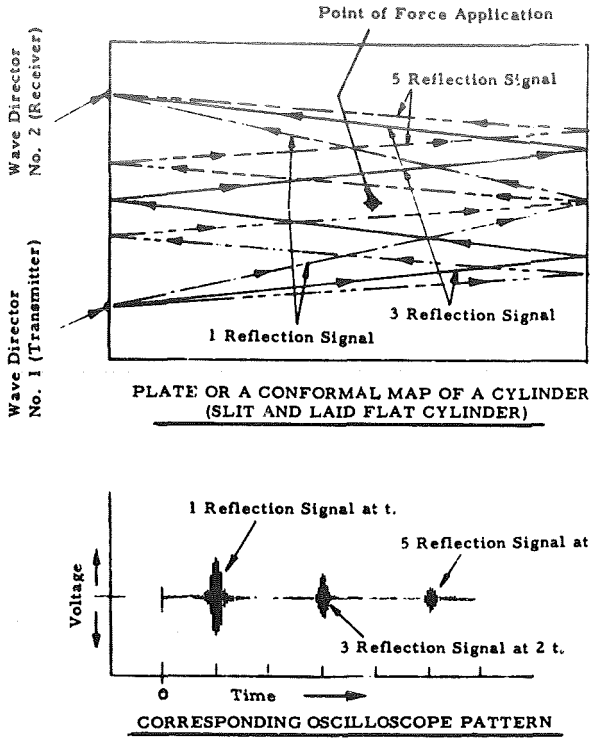 Point of Force Application
Wave Director
No. 2 (Receiver)
5 Reflection Signal
Wave Director
No. 1 (Transmitter)
3 Reflection Signal
1 Reflection Signal
PLATE OR A CONFORMAL MAP OF A CYLINDER
(SLIT AND LAID FLAT CYLINDER)
1 Reflection Signal at t.
5 Reflection Signal at
Voltage
3 Reflection Signal at 2 t.
0
Time
CORRESPONDING OSCILLOSCOPE PATTERN